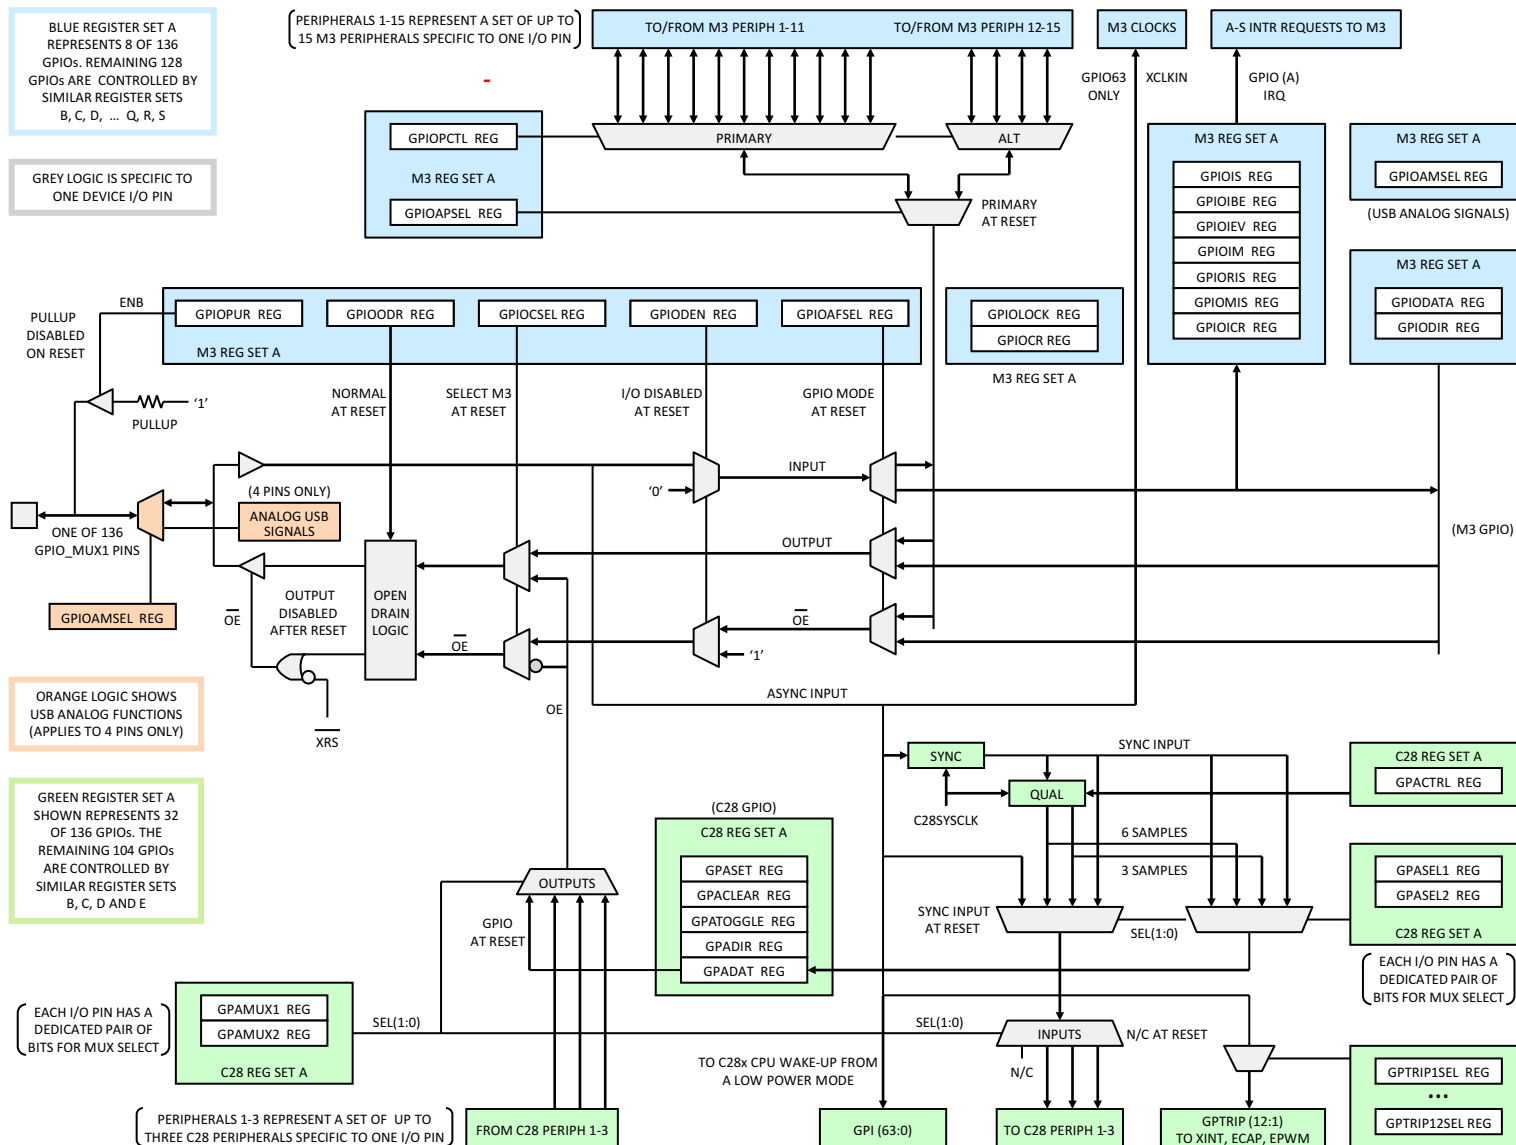 BLUE REGISTER SET A
REPRESENTS 8 OF 136
GPIOs. REMAINING 128
GPIOs ARE CONTROLLED BY
SIMILAR REGISTER SETS
B, C, D, ... Q, R, S
GREY LOGIC IS SPECIFIC TO
ONE DEVICE I/O PIN
PERIPHERALS 1-15 REPRESENT A SET OF UP TO
15 M3 PERIPHERALS SPECIFIC TO ONE I/O PIN
-
TO/FROM M3 PERIPH 1-11
TO/FROM M3 PERIPH 12-15
M3 CLOCKS
A-S INTR REQUESTS TO M3
GPIO63
ONLY
XCLKIN
GPIO (A)
IRQ
GPIOPCTL REG
M3 REG SET A
GPIOAPSEL REG
PRIMARY
ALT
PRIMARY
AT RESET
M3 REG SET A
GPIOIS REG
GPIOIBE REG
GPIOIEV REG
GPIOIM REG
GPIORIS REG
GPIOMIS REG
GPIOICR REG
M3 REG SET A
GPIOAMSEL REG
(USB ANALOG SIGNALS)
M3 REG SET A
GPIODATA REG
GPIODIR REG
ENB
PULLUP
DISABLED
ON RESET
GPIOPUR REG
GPIOODR REG
GPIOCSEL REG
GPIODEN REG
GPIOAFSEL REG
M3 REG SET A
GPIOLOCK REG
GPIOCR REG
M3 REG SET A
NORMAL
AT RESET
SELECT M3
AT RESET
I/O DISABLED
AT RESET
GPIO MODE
AT RESET
'1'
PULLUP
INPUT
'0'
(4 PINS ONLY)
ANALOG USB
SIGNALS
ONE OF 136
GPIO_MUX1 PINS
GPIOAMSEL REG
OUTPUT
(M3 GPIO)
OPEN
DRAIN
LOGIC
OUTPUT
DISABLED
AFTER RESET
OE
OE
OE
'1'
XRS
OE
ASYNC INPUT
ORANGE LOGIC SHOWS
USB ANALOG FUNCTIONS
(APPLIES TO 4 PINS ONLY)
GREEN REGISTER SET A
SHOWN REPRESENTS 32
OF 136 GPIOs. THE
REMAINING 104 GPIOs
ARE CONTROLLED BY
SIMILAR REGISTER SETS
B, C, D AND E
SYNC
SYNC INPUT
QUAL
C28SYSCLK
C28 REG SET A
GPACTRL REG
6 SAMPLES
3 SAMPLES
(C28 GPIO)
C28 REG SET A
GPASET REG
GPACLEAR REG
GPATOGGLE REG
GPADIR REG
GPADAT REG
OUTPUTS
GPIO
AT RESET
SYNC INPUT
AT RESET
SEL(1:0)
GPASEL1 REG
GPASEL2 REG
C28 REG SET A
EACH I/O PIN HAS A
DEDICATED PAIR OF
BITS FOR MUX SELECT
EACH I/O PIN HAS A
DEDICATED PAIR OF
BITS FOR MUX SELECT
GPAMUX1 REG
GPAMUX2 REG
C28 REG SET A
SEL(1:0)
SEL(1:0)
INPUTS
N/C AT RESET
N/C
TO C28x CPU WAKE-UP FROM
A LOW POWER MODE
GPTRIP1SEL REG
...
GPTRIP12SEL REG
PERIPHERALS 1-3 REPRESENT A SET OF UP TO
THREE C28 PERIPHERALS SPECIFIC TO ONE I/O PIN
FROM C28 PERIPH 1-3
GPI (63:0)
TO C28 PERIPH 1-3
GPTRIP (12:1)
TO XINT, ECAP, EPWM